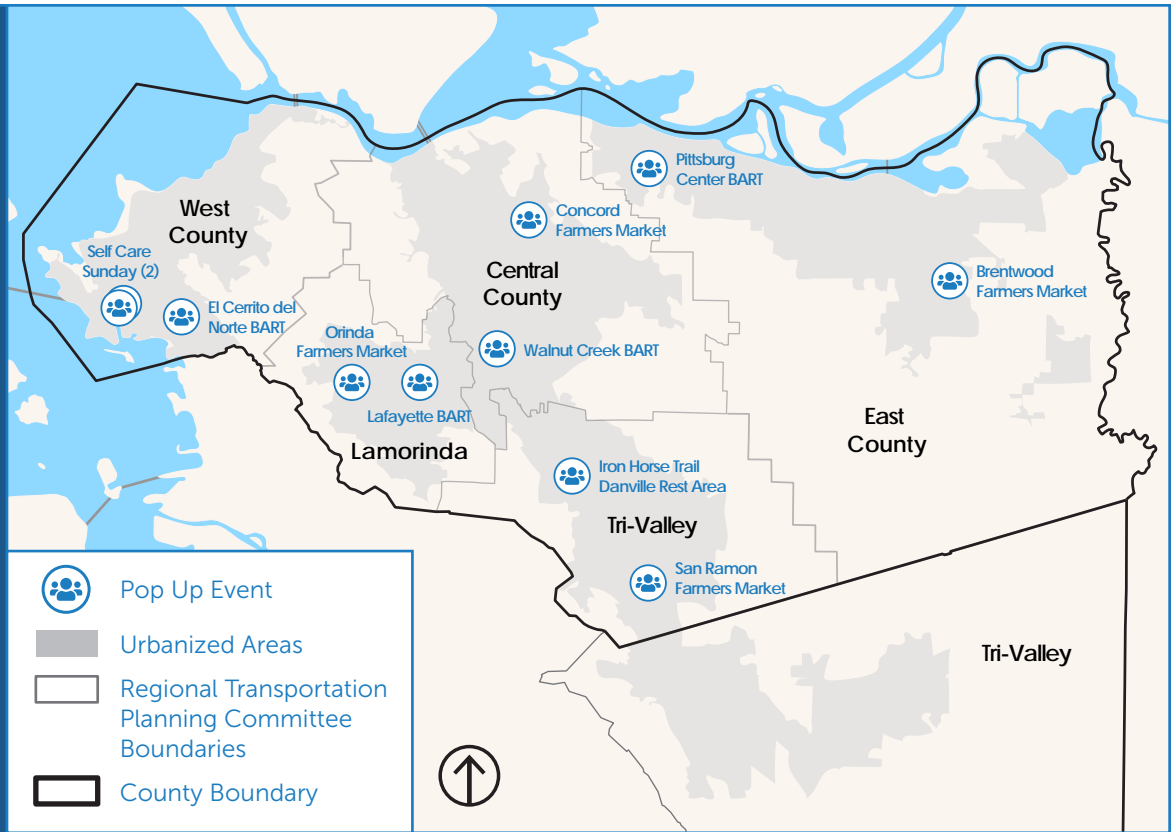 Pittsburg
Center BART
West
County
Concord
Farmers Market
Self Care
Sunday (2)
Central
County
Brentwood
Farmers Market
El Cerrito del
Norte BART
Orinda
Farmers Market
Walnut Creek BART
Lafayette BART
East
County
Lamorinda
Iron Horse Trail
Danville Rest Area
Tri-Valley
San Ramon
Farmers Market
Tri-Valley
Pop Up Event
Urbanized Areas
Regional Transportation
Planning Committee
Boundaries
County Boundary